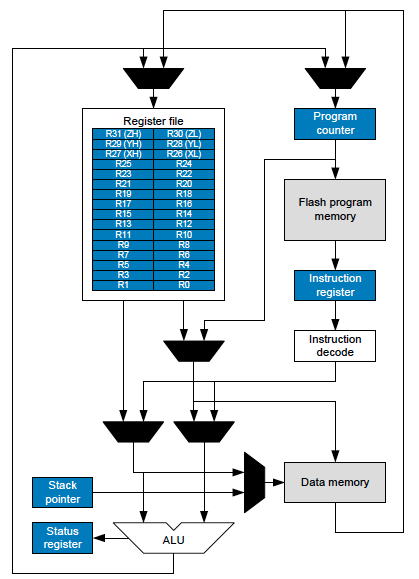 Register file
R31 (ZH) R30 (ZL)
R29 (YH) R28 (YL)
R27 (XH) R26 (XL)
R25 R24
R23 R22
R21 R20
R19 R18
R17 R16
R15 R14
R13 R12
R11 R10
R9 R8
R7 R6
R5 R4
R3 R2
R1 R0
Program
counter
Flash program
memory
Instruction
register
Instruction
decode
Stack
pointer
Data memory
Status
register
ALU